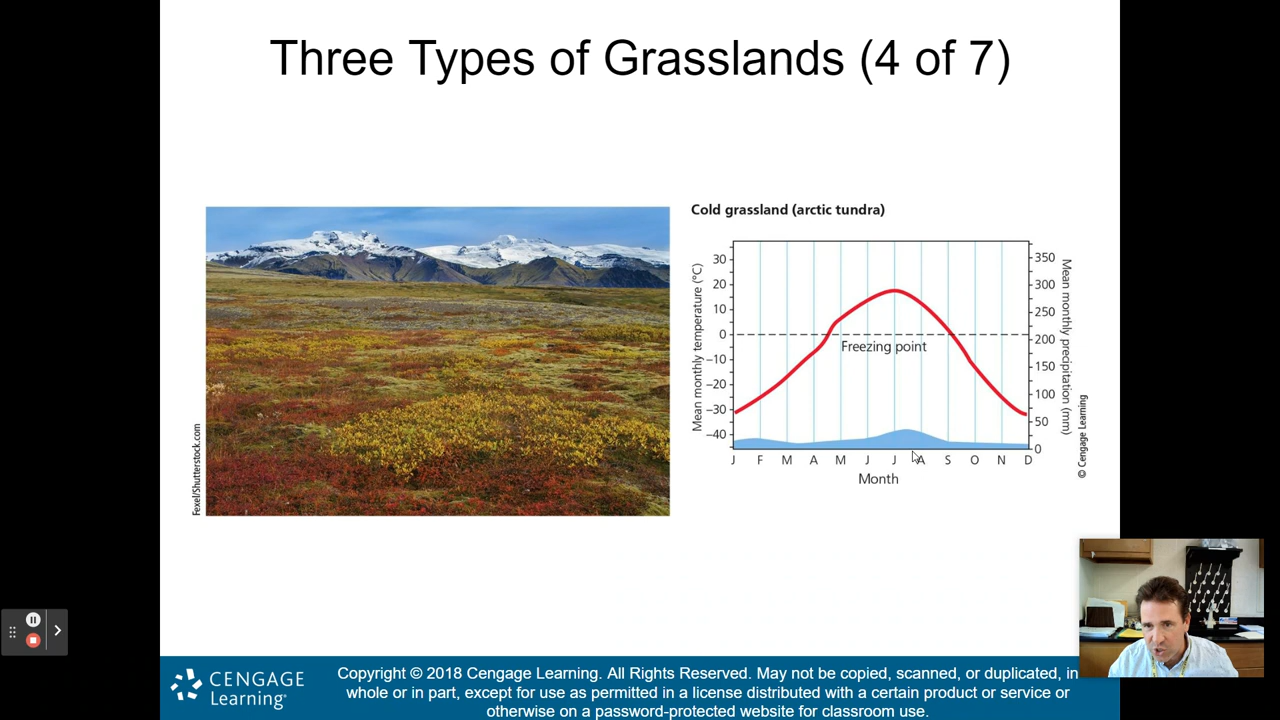 Three Types of Grasslands (4 of 7)
Fexel/Shutterstock.com
Cold grassland (arctic tundra)
Mean monthly temperature (°C)
30
20
10
0
–10
–20
–30
–40
Freezing point
350
300
250
200
150
100
50
0
Mean monthly precipitation (mm)
© Cengage Learning
J F M A M J J A S O N D
Month
CENGAGE
Learning®
Copyright © 2018 Cengage Learning. All Rights Reserved. May not be copied, scanned, or duplicated, in
whole or in part, except for use as permitted in a license distributed with a certain product or service or
otherwise on a password-protected website for classroom use.